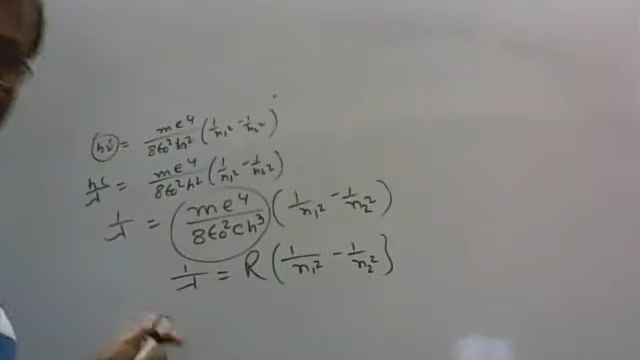 hν = me⁴/8ε₀²h² (1/n₁² - 1/n₂²)
hc/λ = me⁴/8ε₀²h² (1/n₁² - 1/n₂²)
1/λ = (me⁴/8ε₀²ch³) (1/n₁² - 1/n₂²)
1/λ = R (1/n₁² - 1/n₂²)